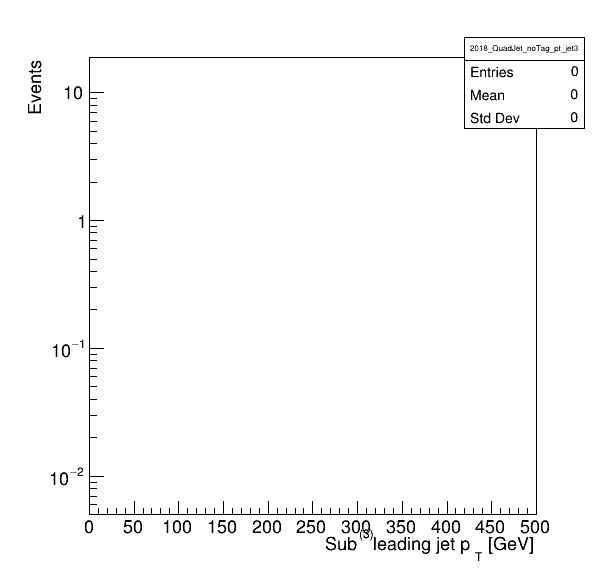 2018_QuadJet_noTag_pt_jet3
Entries 0
Mean 0
Std Dev 0
Events
10
1
10⁻¹
10⁻²
0 50 100 150 200 250 300 350 400 450 500
Sub⁽³⁾leading jet p_T [GeV]